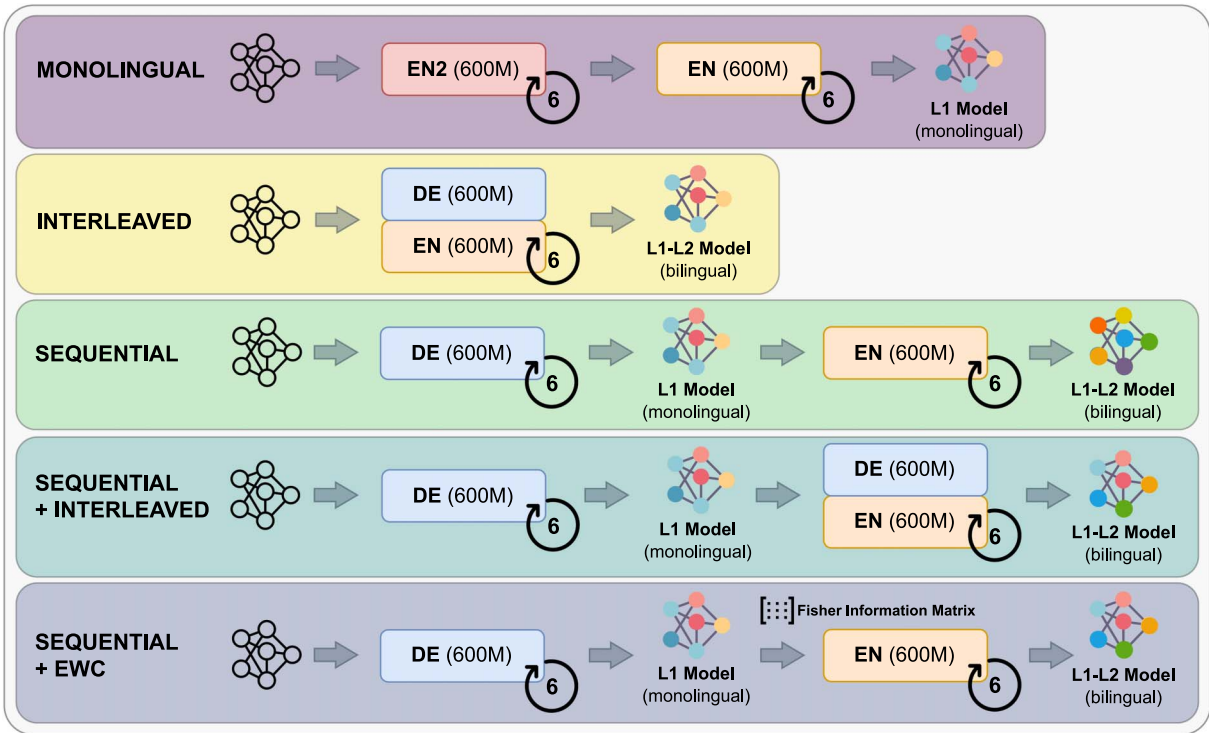 MONOLINGUAL
EN2 (600M)
6
EN (600M)
6
L1 Model
(monolingual)
INTERLEAVED
DE (600M)
EN (600M)
6
L1-L2 Model
(bilingual)
SEQUENTIAL
DE (600M)
6
L1 Model
(monolingual)
EN (600M)
6
L1-L2 Model
(bilingual)
SEQUENTIAL
+ INTERLEAVED
DE (600M)
6
L1 Model
(monolingual)
DE (600M)
EN (600M)
6
L1-L2 Model
(bilingual)
SEQUENTIAL
+ EWC
DE (600M)
6
L1 Model
(monolingual)
Fisher Information Matrix
EN (600M)
6
L1-L2 Model
(bilingual)